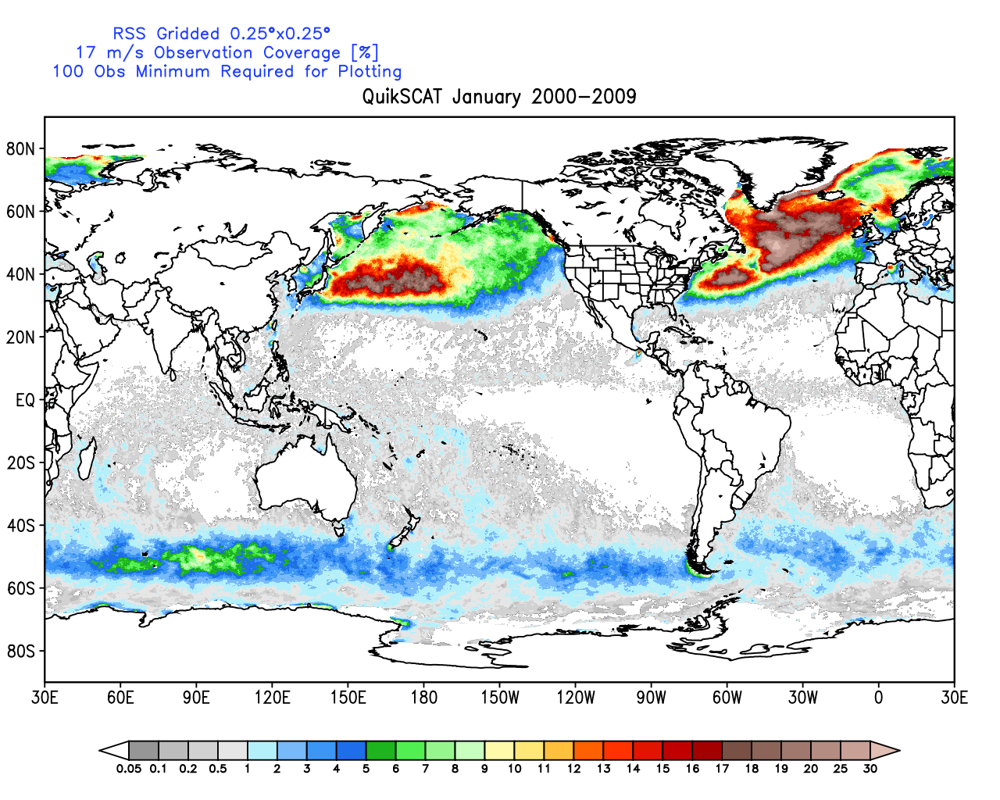 RSS Gridded 0.25°x0.25°
17 m/s Observation Coverage [%]
100 Obs Minimum Required for Plotting
QuikSCAT January 2000-2009
80N
60N
40N
20N
EQ
20S
40S
60S
80S
30E 60E 90E 120E 150E 180 150W 120W 90W 60W 30W 0 30E
0.05 0.1 0.2 0.5 1 2 3 4 5 6 7 8 9 10 11 12 13 14 15 16 17 18 19 20 25 30